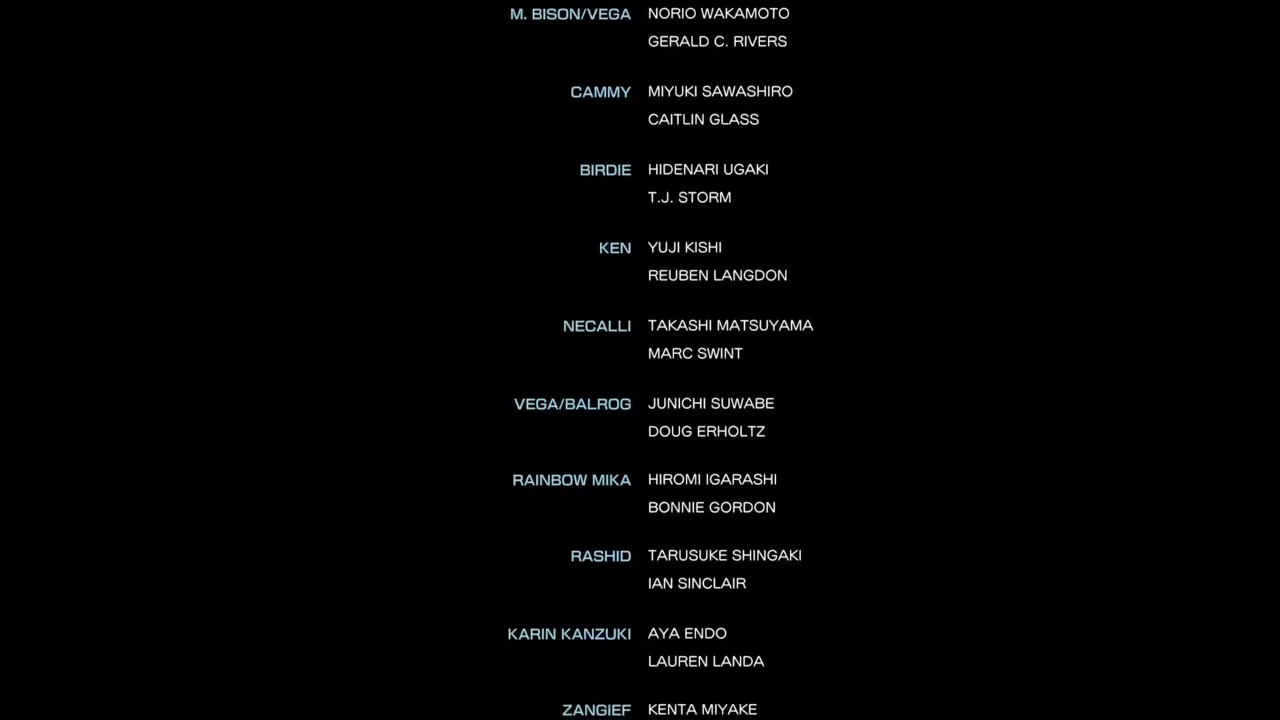 M. BISON/VEGA NORIO WAKAMOTO
GERALD C. RIVERS
CAMMY MIYUKI SAWASHIRO
CAITLIN GLASS
BIRDIE HIDENARI UGAKI
T.J. STORM
KEN YUJI KISHI
REUBEN LANGDON
NECALLI TAKASHI MATSUYAMA
MARC SWINT
VEGA/BALROG JUNICHI SUWABE
DOUG ERHOLTZ
RAINBOW MIKA HIROMI IGARASHI
BONNIE GORDON
RASHID TARUSUKE SHINGAKI
IAN SINCLAIR
KARIN KANZUKI AYA ENDO
LAUREN LANDA
ZANGIEF KENTA MIYAKE